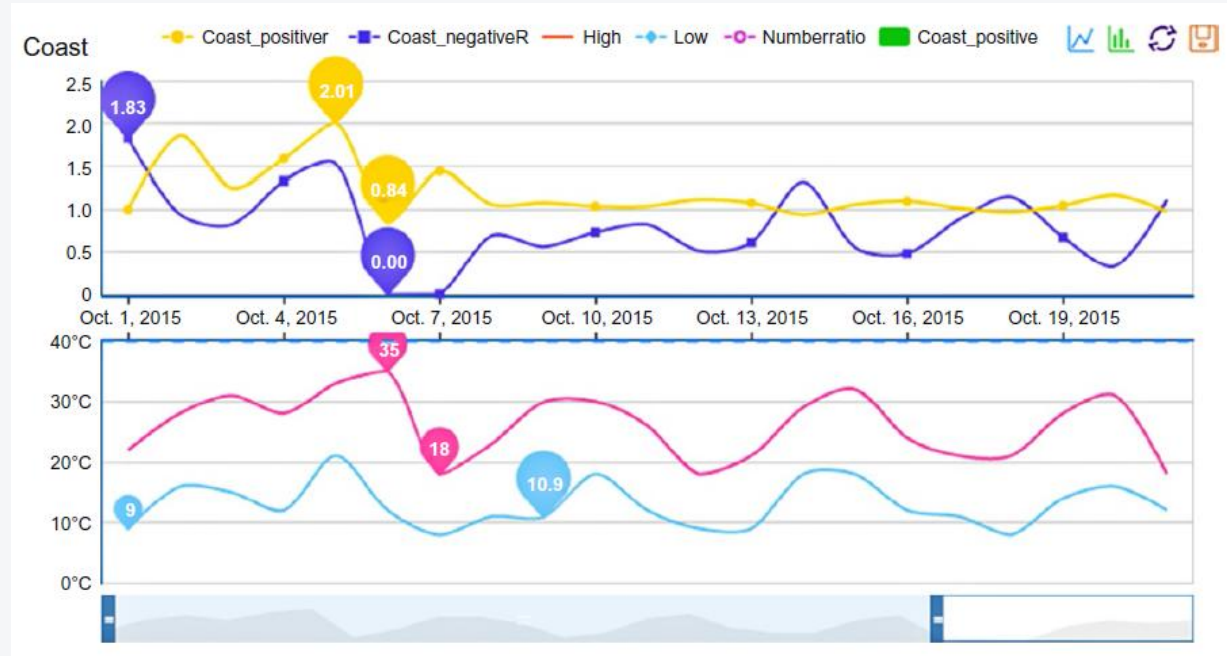 Coast
Coast_positiver Coast_negativeR High Low Numberratio Coast_positive
2.5
2.0
1.5
1.0
0.5
0
1.83
2.01
0.84
0.00
Oct. 1, 2015 Oct. 4, 2015 Oct. 7, 2015 Oct. 10, 2015 Oct. 13, 2015 Oct. 16, 2015 Oct. 19, 2015
40°C
30°C
20°C
10°C
0°C
35
18
10.9
9